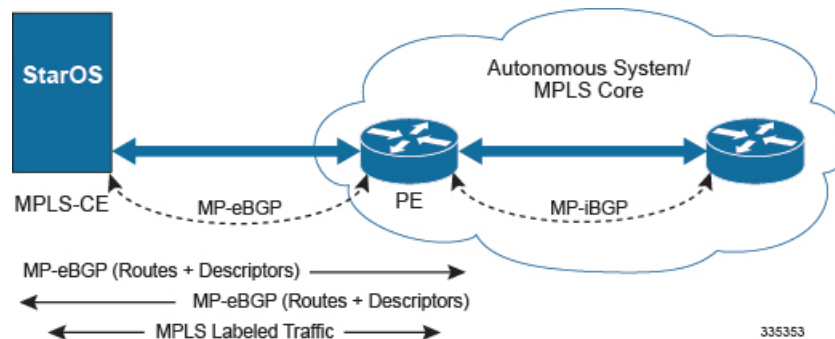 StarOS
Autonomous System/
MPLS Core
MPLS-CE
MP-eBGP
PE
MP-iBGP
MP-eBGP (Routes + Descriptors)
MP-eBGP (Routes + Descriptors)
MPLS Labeled Traffic
335353